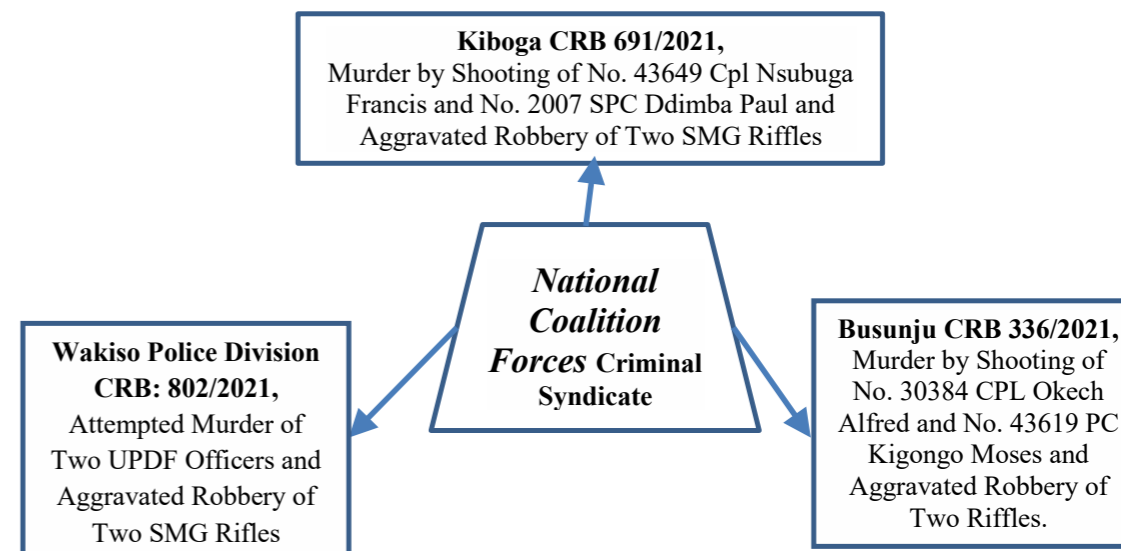 Kiboga CRB 691/2021,
Murder by Shooting of No. 43649 Cpl Nsubuga
Francis and No. 2007 SPC Ddimba Paul and
Aggravated Robbery of Two SMG Riffles
National
Coalition
Forces Criminal
Syndicate
Wakiso Police Division
CRB: 802/2021,
Attempted Murder of
Two UPDF Officers and
Aggravated Robbery of
Two SMG Rifles
Busunju CRB 336/2021,
Murder by Shooting of
No. 30384 CPL Okech
Alfred and No. 43619 PC
Kigongo Moses and
Aggravated Robbery of
Two Riffles.